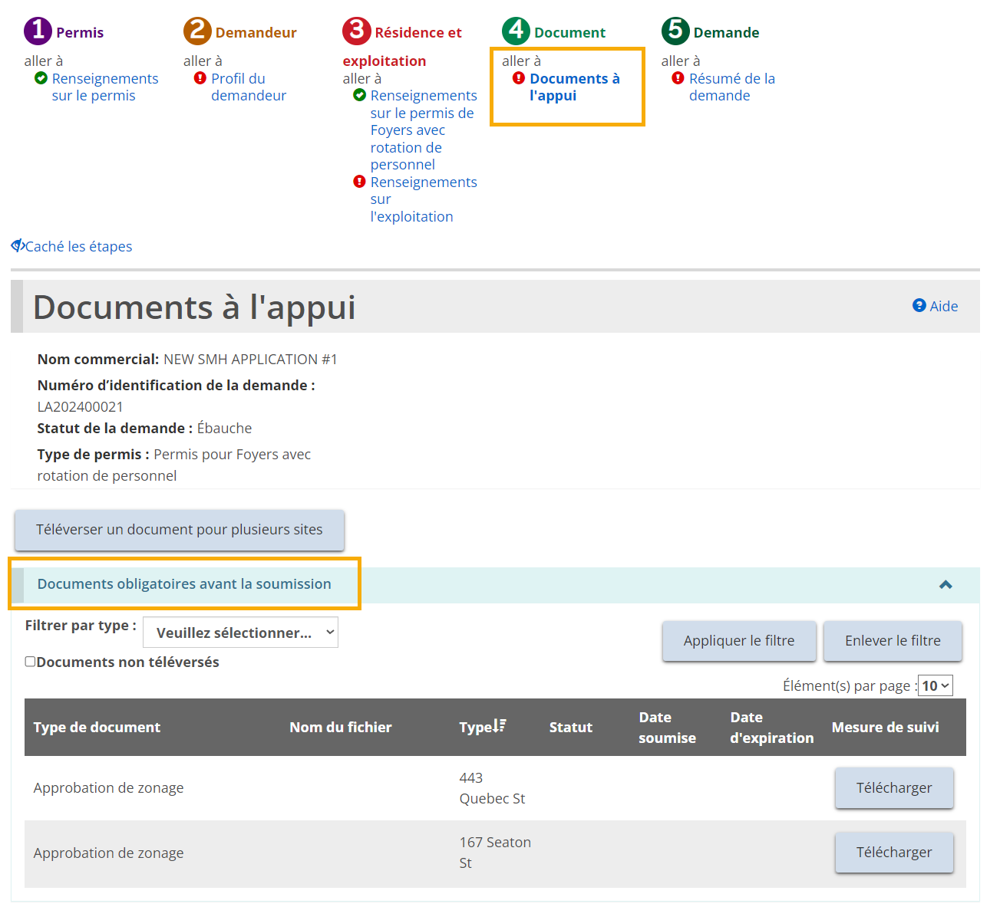 1 Permis
aller à
Renseignements
sur le permis
2 Demandeur
aller à
Profil du
demandeur
3 Résidence et
exploitation
aller à
Renseignements
sur le permis de
Foyers avec
rotation de
personnel
Renseignements
sur
l'exploitation
4 Document
aller à
Documents à
l'appui
5 Demande
aller à
Résumé de la
demande
Caché les étapes
Documents à l'appui
Aide
Nom commercial: NEW SMH APPLICATION #1
Numéro d’identification de la demande :
LA202400021
Statut de la demande : Ébauche
Type de permis : Permis pour Foyers avec
rotation de personnel
Téléverser un document pour plusieurs sites
Documents obligatoires avant la soumission
Filtrer par type : Veuillez sélectionner...
Appliquer le filtre
Enlever le filtre
Documents non téléversés
Élément(s) par page : 10
Type de document
Nom du fichier
Type
Statut
Date
soumise
Date
d'expiration
Mesure de suivi
Approbation de zonage
443
Quebec St
Télécharger
Approbation de zonage
167 Seaton
St
Télécharger